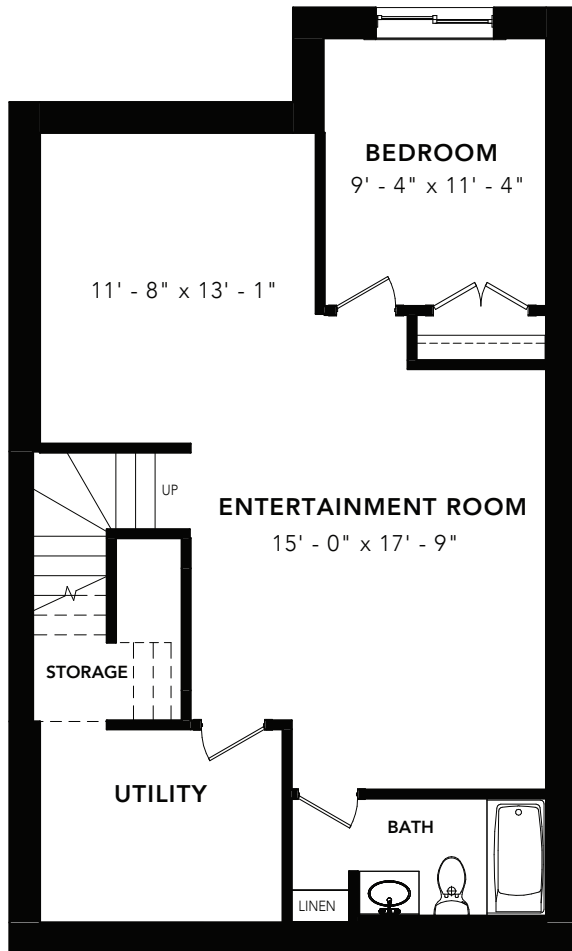 BEDROOM
9' - 4" x 11' - 4"
11' - 8" x 13' - 1"
UP
ENTERTAINMENT ROOM
15' - 0" x 17' - 9"
STORAGE
UTILITY
BATH
LINEN